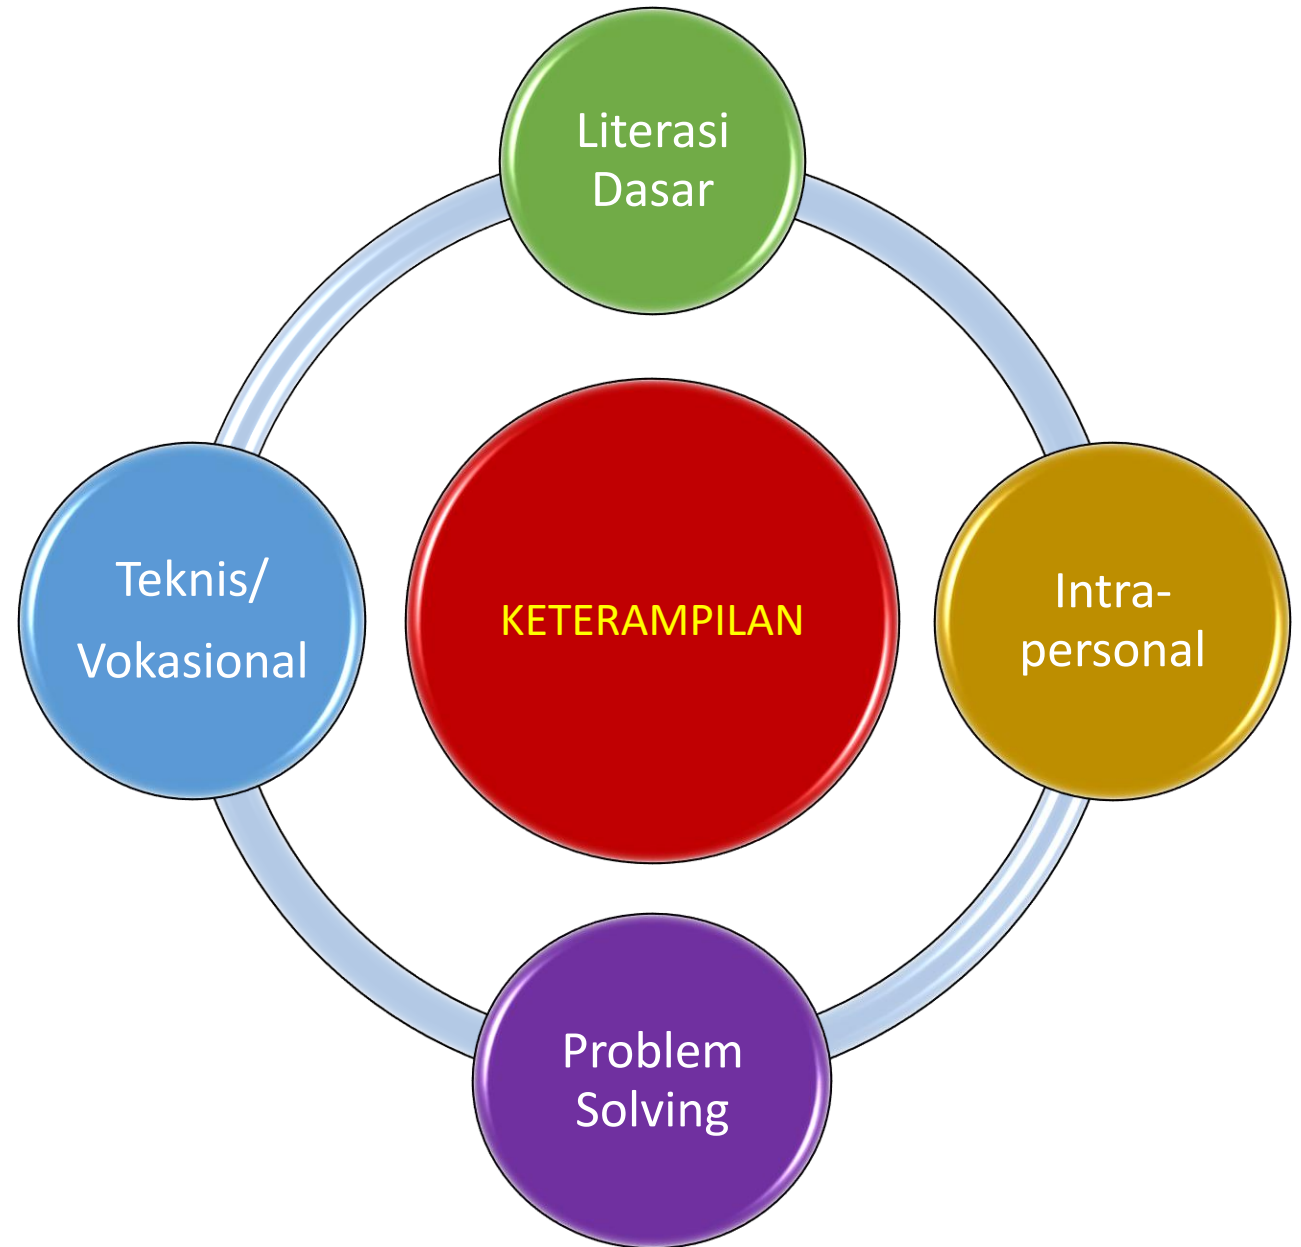 Literasi
Dasar
Teknis/
Vokasional
KETERAMPILAN
Intra-
personal
Problem
Solving